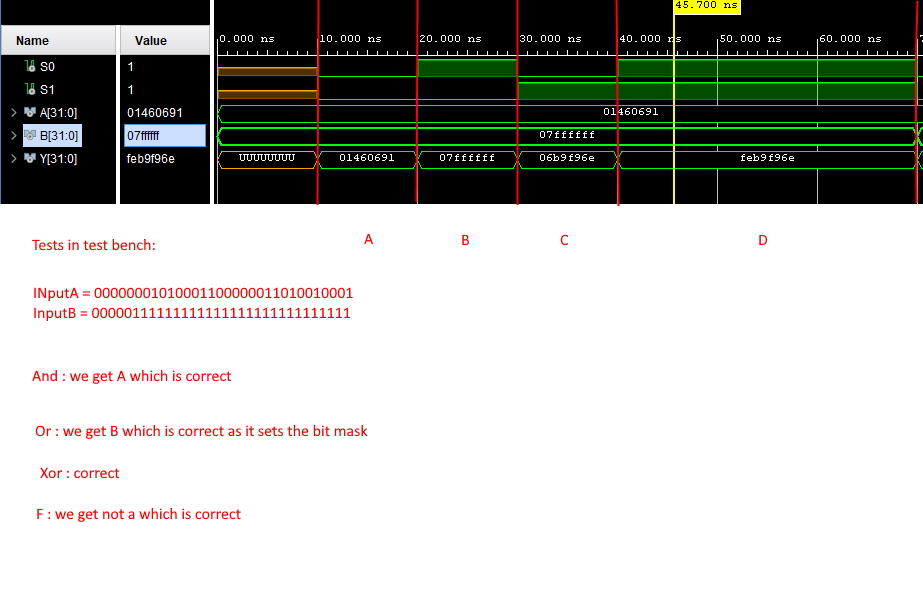 45.700 ns
Name Value 0.000 ns 10.000 ns 20.000 ns 30.000 ns 40.000 ns 50.000 ns 60.000 ns
S0 1
S1 1
A[31:0] 01460691 01460691
B[31:0] 07ffffff 07ffffff
Y[31:0] feb9f96e UUUUUUUU 01460691 07ffffff 06b9f96e feb9f96e
Tests in test bench: A B C D
INputA = 00000001010001100000011010010001
InputB = 00000111111111111111111111111111
And : we get A which is correct
Or : we get B which is correct as it sets the bit mask
Xor : correct
F : we get not a which is correct